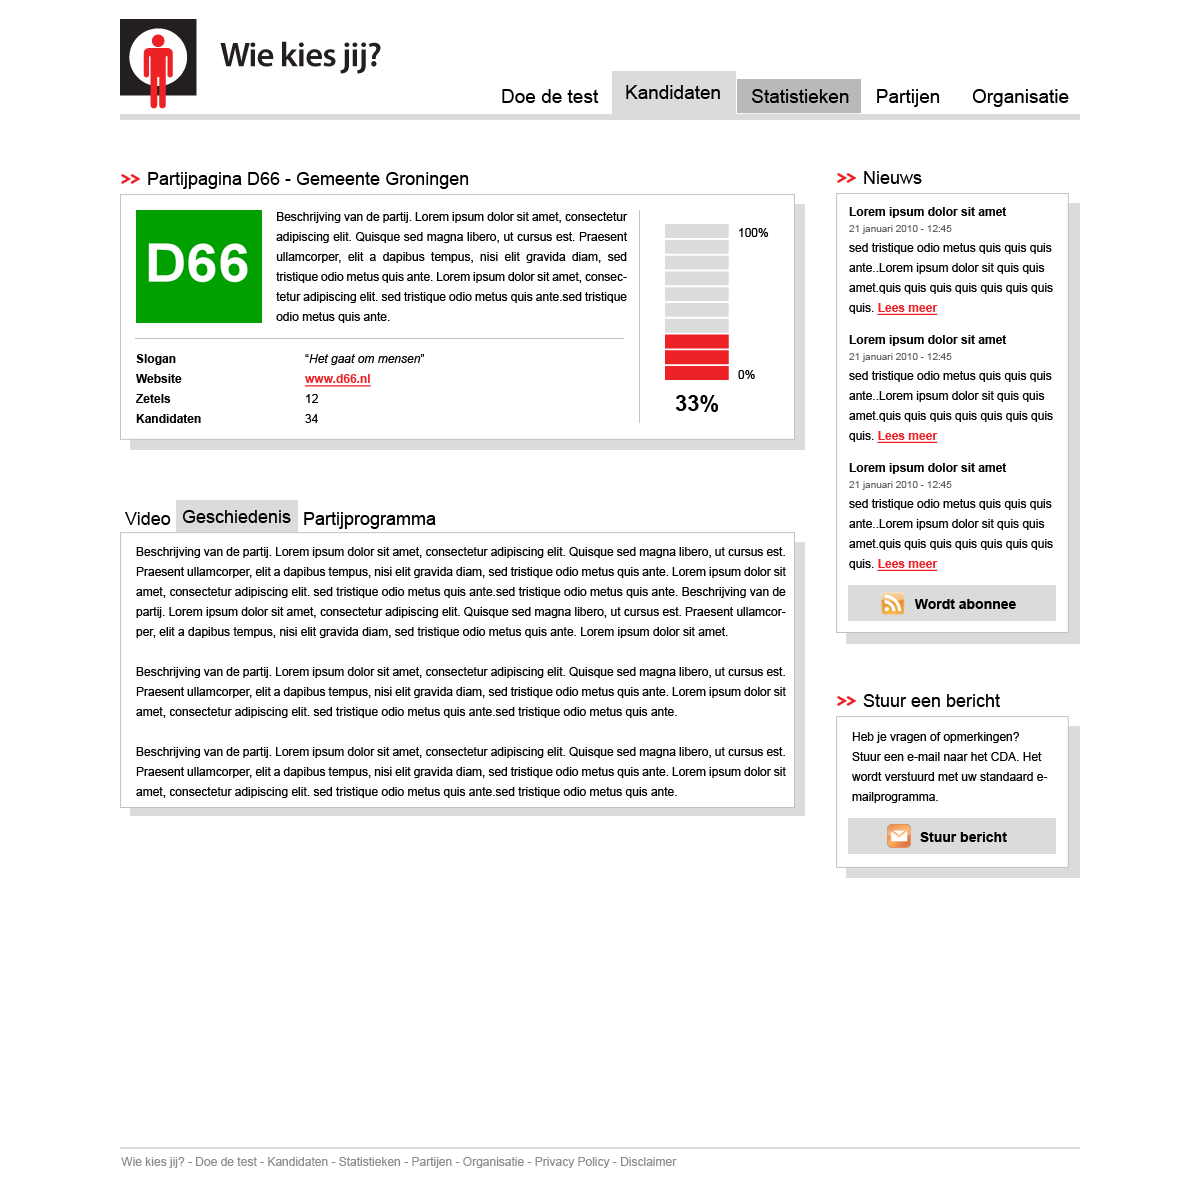 Wie kies jij?
Doe de test Kandidaten Statistieken Partijen Organisatie
>> Partijpagina D66 - Gemeente Groningen
D66
Beschrijving van de partij. Lorem ipsum dolor sit amet, consectetur
adipiscing elit. Quisque sed magna libero, ut cursus est. Praesent
ullamcorper, elit a dapibus tempus, nisi elit gravida diam, sed
tristique odio metus quis ante. Lorem ipsum dolor sit amet, consec-
tetur adipiscing elit. sed tristique odio metus quis ante.sed tristique
odio metus quis ante.
Slogan “Het gaat om mensen”
Website www.d66.nl
Zetels 12
Kandidaten 34
100%
0%
33%
Video Geschiedenis Partijprogramma
Beschrijving van de partij. Lorem ipsum dolor sit amet, consectetur adipiscing elit. Quisque sed magna libero, ut cursus est.
Praesent ullamcorper, elit a dapibus tempus, nisi elit gravida diam, sed tristique odio metus quis ante. Lorem ipsum dolor sit
amet, consectetur adipiscing elit. sed tristique odio metus quis ante.sed tristique odio metus quis ante. Beschrijving van de
partij. Lorem ipsum dolor sit amet, consectetur adipiscing elit. Quisque sed magna libero, ut cursus est. Praesent ullamcor-
per, elit a dapibus tempus, nisi elit gravida diam, sed tristique odio metus quis ante. Lorem ipsum dolor sit amet.
Beschrijving van de partij. Lorem ipsum dolor sit amet, consectetur adipiscing elit. Quisque sed magna libero, ut cursus est.
Praesent ullamcorper, elit a dapibus tempus, nisi elit gravida diam, sed tristique odio metus quis ante. Lorem ipsum dolor sit
amet, consectetur adipiscing elit. sed tristique odio metus quis ante.sed tristique odio metus quis ante.
Beschrijving van de partij. Lorem ipsum dolor sit amet, consectetur adipiscing elit. Quisque sed magna libero, ut cursus est.
Praesent ullamcorper, elit a dapibus tempus, nisi elit gravida diam, sed tristique odio metus quis ante. Lorem ipsum dolor sit
amet, consectetur adipiscing elit. sed tristique odio metus quis ante.sed tristique odio metus quis ante.
>> Nieuws
Lorem ipsum dolor sit amet
21 januari 2010 - 12:45
sed tristique odio metus quis quis quis
ante..Lorem ipsum dolor sit quis quis
amet.quis quis quis quis quis quis quis
quis. Lees meer
Lorem ipsum dolor sit amet
21 januari 2010 - 12:45
sed tristique odio metus quis quis quis
ante..Lorem ipsum dolor sit quis quis
amet.quis quis quis quis quis quis quis
quis. Lees meer
Lorem ipsum dolor sit amet
21 januari 2010 - 12:45
sed tristique odio metus quis quis quis
ante..Lorem ipsum dolor sit quis quis
amet.quis quis quis quis quis quis quis
quis. Lees meer
Wordt abonnee
>> Stuur een bericht
Heb je vragen of opmerkingen?
Stuur een e-mail naar het CDA. Het
wordt verstuurd met uw standaard e-
mailprogramma.
Stuur bericht
Wie kies jij? - Doe de test - Kandidaten - Statistieken - Partijen - Organisatie - Privacy Policy - Disclaimer